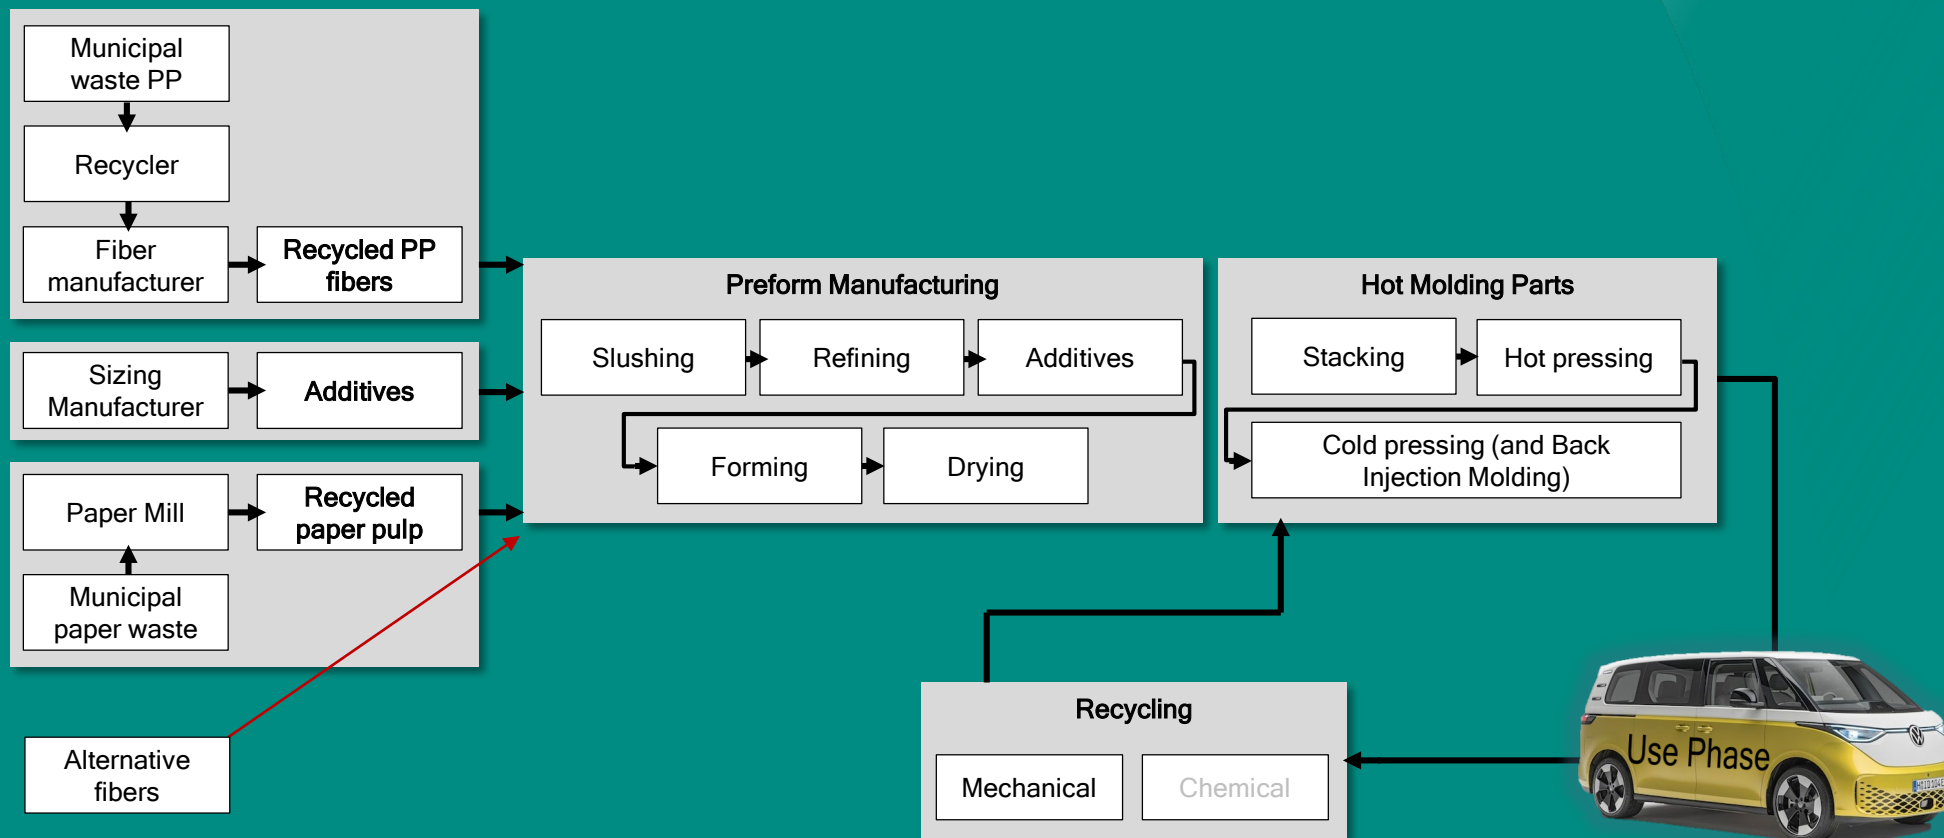 Municipal
waste PP
Recycler
Fiber
manufacturer
Recycled PP
fibers
Sizing
Manufacturer
Additives
Paper Mill
Recycled
paper pulp
Municipal
paper waste
Alternative
fibers
Preform Manufacturing
Slushing
Refining
Additives
Forming
Drying
Hot Molding Parts
Stacking
Hot pressing
Cold pressing (and Back
Injection Molding)
Recycling
Mechanical
Chemical
Use Phase